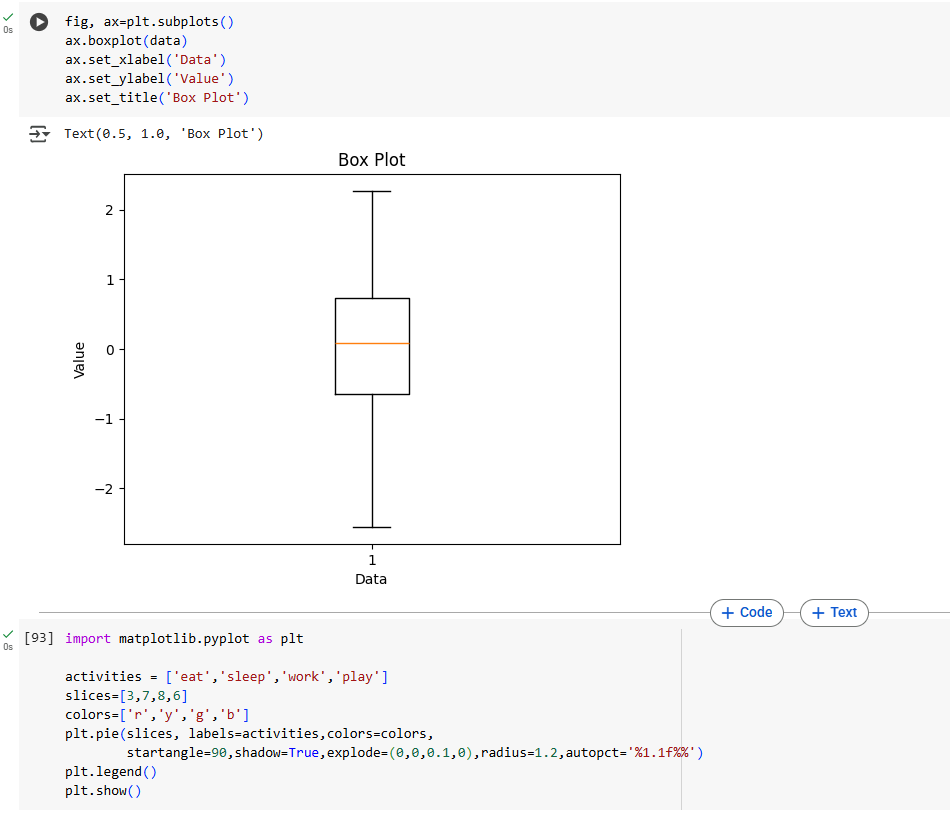 0s
fig, ax=plt.subplots()
ax.boxplot(data)
ax.set_xlabel('Data')
ax.set_ylabel('Value')
ax.set_title('Box Plot')
Text(0.5, 1.0, 'Box Plot')
Box Plot
2
1
0
−1
−2
Value
1
Data
+ Code
+ Text
0s
[93] import matplotlib.pyplot as plt
activities = ['eat','sleep','work','play']
slices=[3,7,8,6]
colors=['r','y','g','b']
plt.pie(slices, labels=activities,colors=colors,
        startangle=90,shadow=True,explode=(0,0,0.1,0),radius=1.2,autopct='%1.1f%%')
plt.legend()
plt.show()